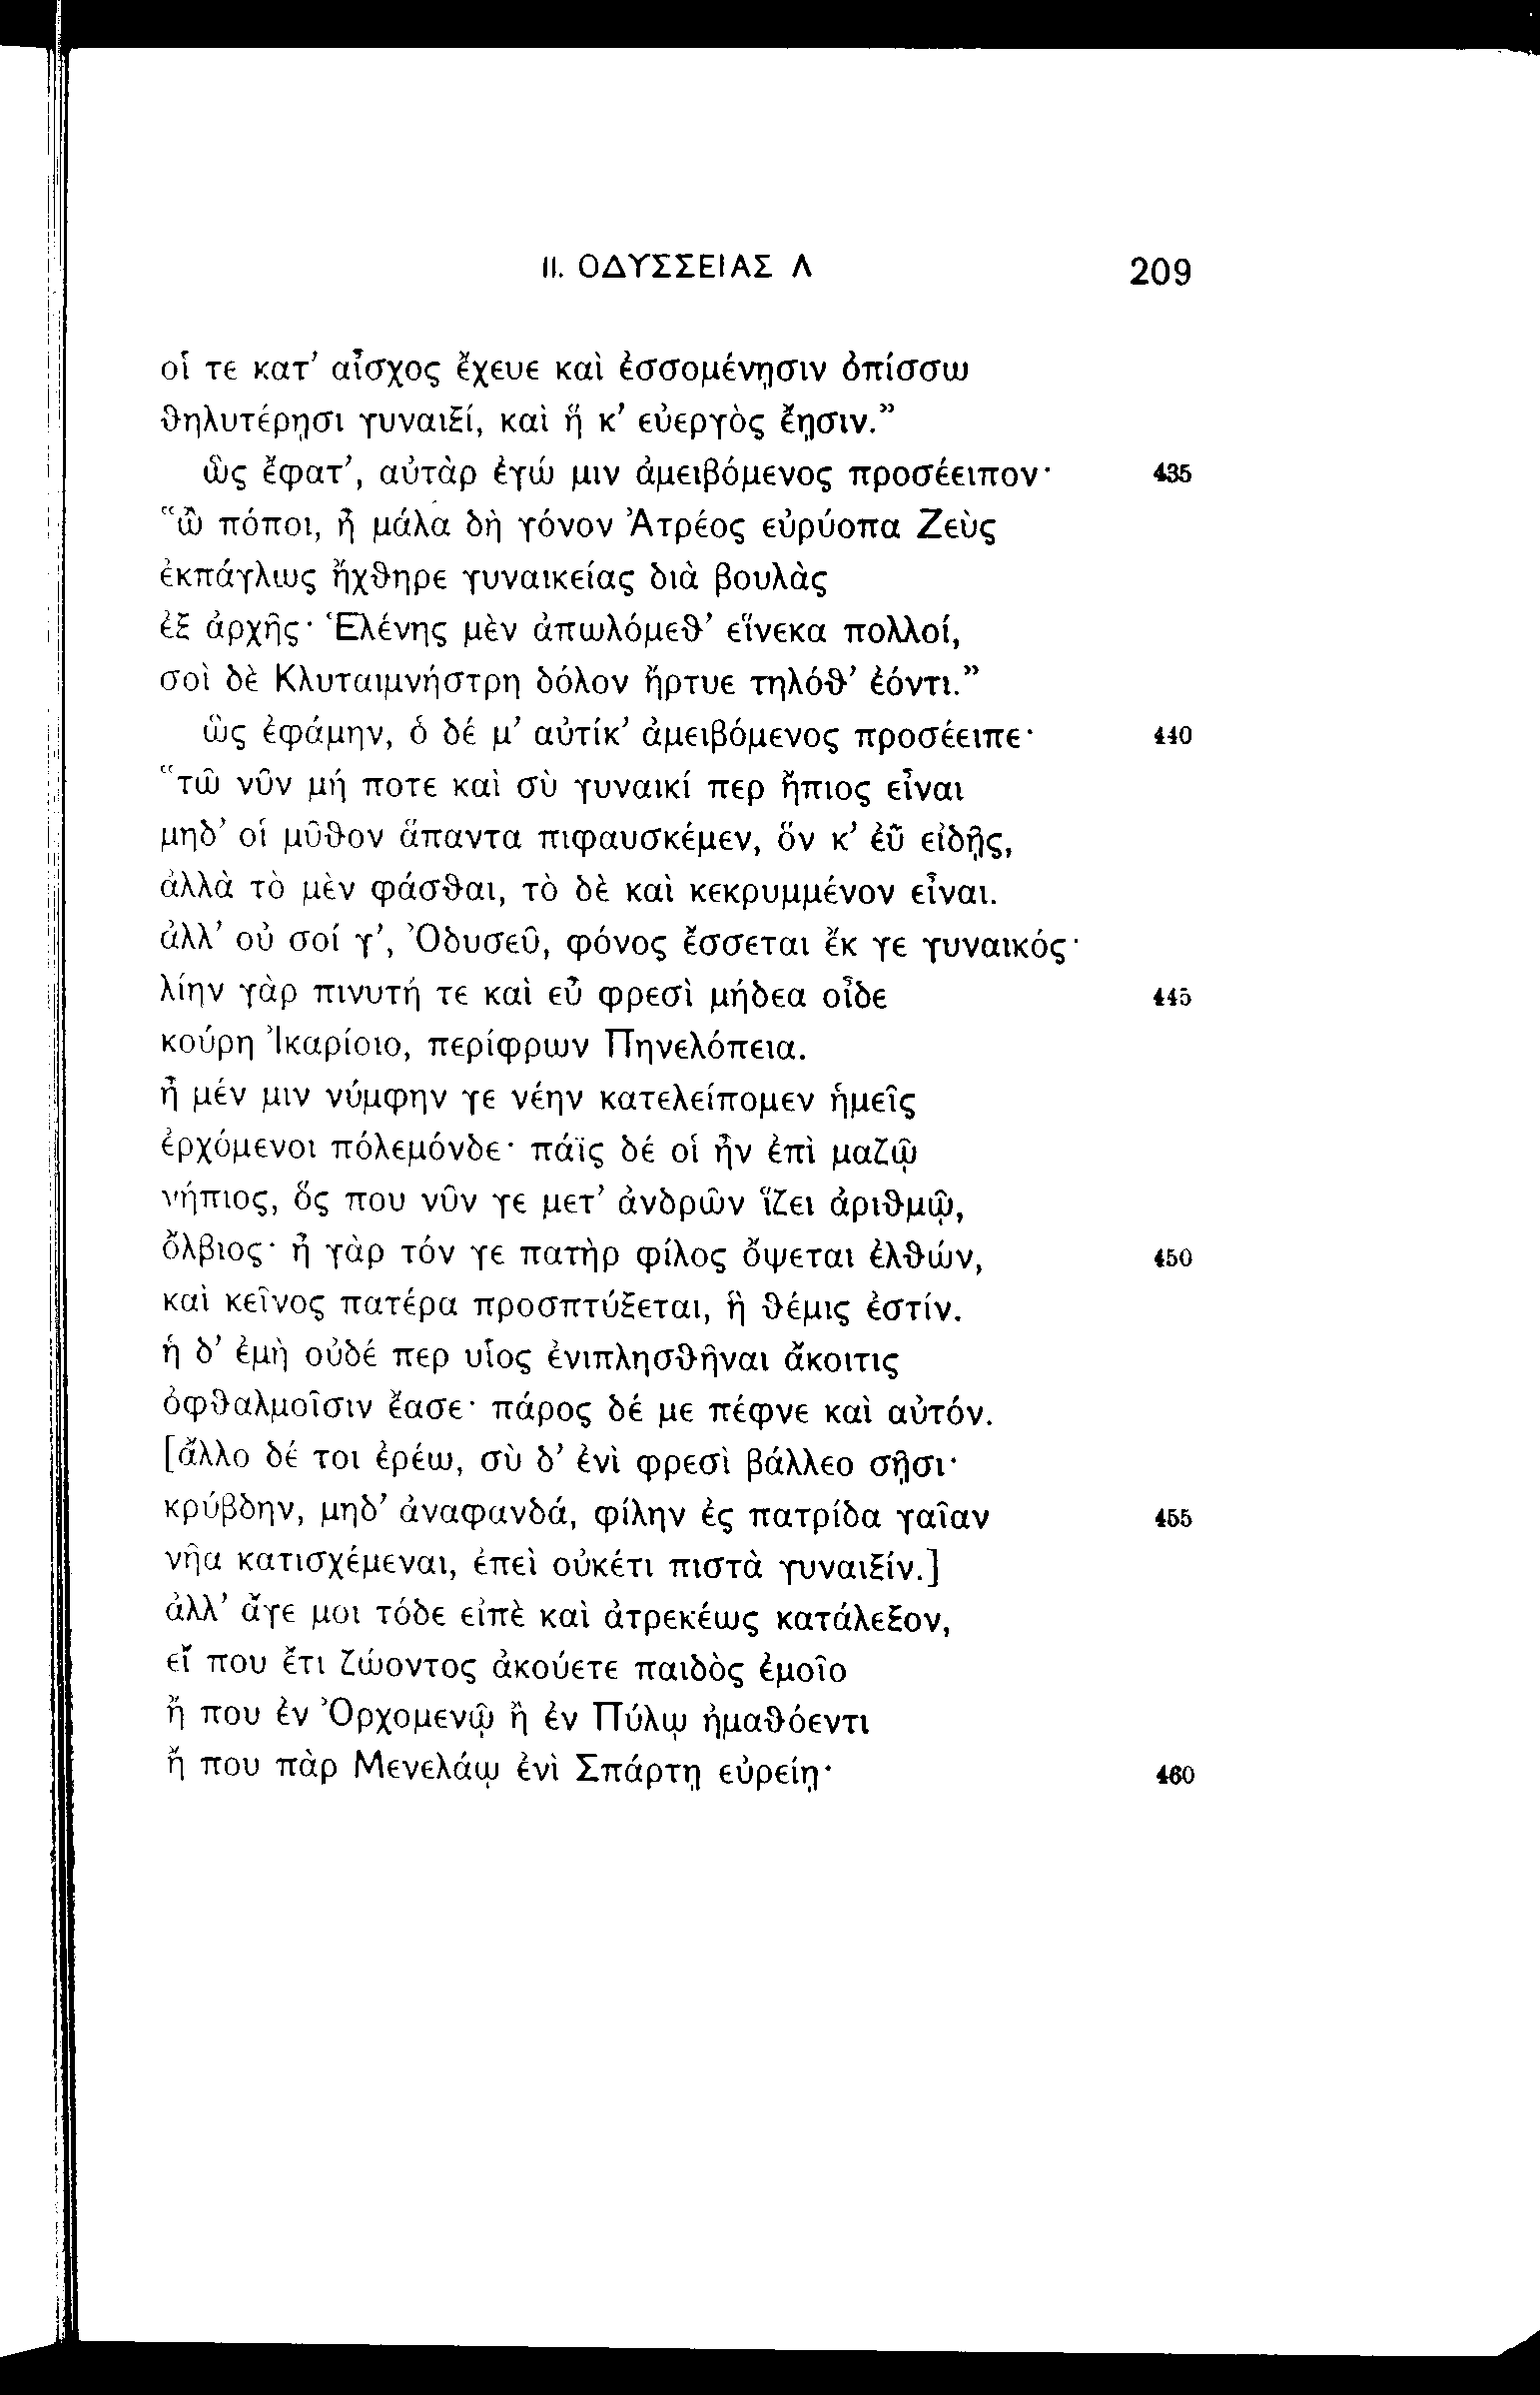 11. ΟΔΥΣΣΕΙΑΣ Λ 209
οἷ τε κατ’ αἶσχος ἔχευε καὶ ἐσσομένῃσιν ὀπίσσω
θηλυτέρῃσι γυναιξί, καὶ ἥ κ’ εὐεργὸς ἔῃσιν.”
ὣς ἔφατ’, αὐτὰρ ἐγώ μιν ἀμειβόμενος προσέειπον· 435
“ὢ πόποι, ἦ μάλα δὴ γόνον Ἀτρέος εὐρύοπα Ζεὺς
ἐκπάγλως ἤχθηρε γυναικείας διὰ βουλὰς
ἐξ ἀρχῆς· Ἑλένης μὲν ἀπωλόμεθ’ εἵνεκα πολλοί,
σοὶ δὲ Κλυταιμνήστρη δόλον ἤρτυε τηλόθ’ ἐόντι.”
ὣς ἐφάμην, ὁ δέ μ’ αὐτίκ’ ἀμειβόμενος προσέειπε· 440
“τῶ νῦν μή ποτε καὶ σὺ γυναικί περ ἤπιος εἶναι
μηδ’ οἱ μῦθον ἅπαντα πιφαυσκέμεν, ὅν κ’ ἐῢ εἰδῇς,
ἀλλὰ τὸ μὲν φάσθαι, τὸ δὲ καὶ κεκρυμμένον εἶναι.
ἀλλ’ οὐ σοί γ’, Ὀδυσεῦ, φόνος ἔσσεται ἔκ γε γυναικός·
λίην γὰρ πινυτή τε καὶ εὖ φρεσὶ μήδεα οἶδε 445
κούρη Ἰκαρίοιο, περίφρων Πηνελόπεια.
ἦ μέν μιν νύμφην γε νέην κατελείπομεν ἡμεῖς
ἐρχόμενοι πόλεμόνδε· πάϊς δέ οἱ ἦν ἐπὶ μαζῷ
νήπιος, ὅς που νῦν γε μετ’ ἀνδρῶν ἵζει ἀριθμῷ,
ὄλβιος· ἦ γὰρ τόν γε πατὴρ φίλος ὄψεται ἐλθών, 450
καὶ κεῖνος πατέρα προσπτύξεται, ἣ θέμις ἐστίν.
ἡ δ’ ἐμὴ οὐδέ περ υἷος ἐνιπλησθῆναι ἄκοιτις
ὀφθαλμοῖσιν ἔασε· πάρος δέ με πέφνε καὶ αὐτόν.
[ἄλλο δέ τοι ἐρέω, σὺ δ’ ἐνὶ φρεσὶ βάλλεο σῇσι·
κρύβδην, μηδ’ ἀναφανδά, φίλην ἐς πατρίδα γαῖαν 455
νῆα κατισχέμεναι, ἐπεὶ οὐκέτι πιστὰ γυναιξίν.]
ἀλλ’ ἄγε μοι τόδε εἰπὲ καὶ ἀτρεκέως κατάλεξον,
εἴ που ἔτι ζώοντος ἀκούετε παιδὸς ἐμοῖο
ἤ που ἐν Ὀρχομενῷ ἢ ἐν Πύλῳ ἠμαθόεντι
ἤ που πὰρ Μενελάῳ ἐνὶ Σπάρτῃ εὐρείῃ· 460